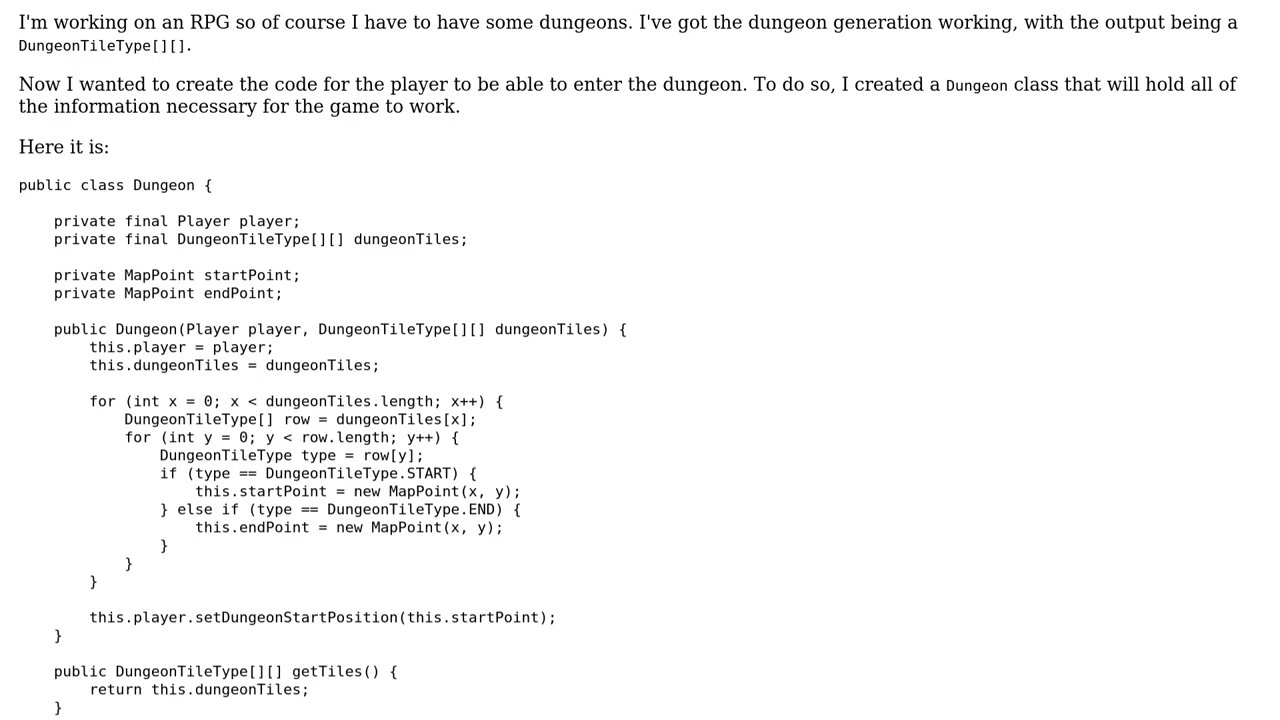 I'm working on an RPG so of course I have to have some dungeons. I've got the dungeon generation working, with the output being a
DungeonTileType[][].
Now I wanted to create the code for the player to be able to enter the dungeon. To do so, I created a Dungeon class that will hold all of
the information necessary for the game to work.
Here it is:
public class Dungeon {
    private final Player player;
    private final DungeonTileType[][] dungeonTiles;
    private MapPoint startPoint;
    private MapPoint endPoint;
    public Dungeon(Player player, DungeonTileType[][] dungeonTiles) {
        this.player = player;
        this.dungeonTiles = dungeonTiles;
        for (int x = 0; x < dungeonTiles.length; x++) {
            DungeonTileType[] row = dungeonTiles[x];
            for (int y = 0; y < row.length; y++) {
                DungeonTileType type = row[y];
                if (type == DungeonTileType.START) {
                    this.startPoint = new MapPoint(x, y);
                } else if (type == DungeonTileType.END) {
                    this.endPoint = new MapPoint(x, y);
                }
            }
        }
        this.player.setDungeonStartPosition(this.startPoint);
    }
    public DungeonTileType[][] getTiles() {
        return this.dungeonTiles;
    }